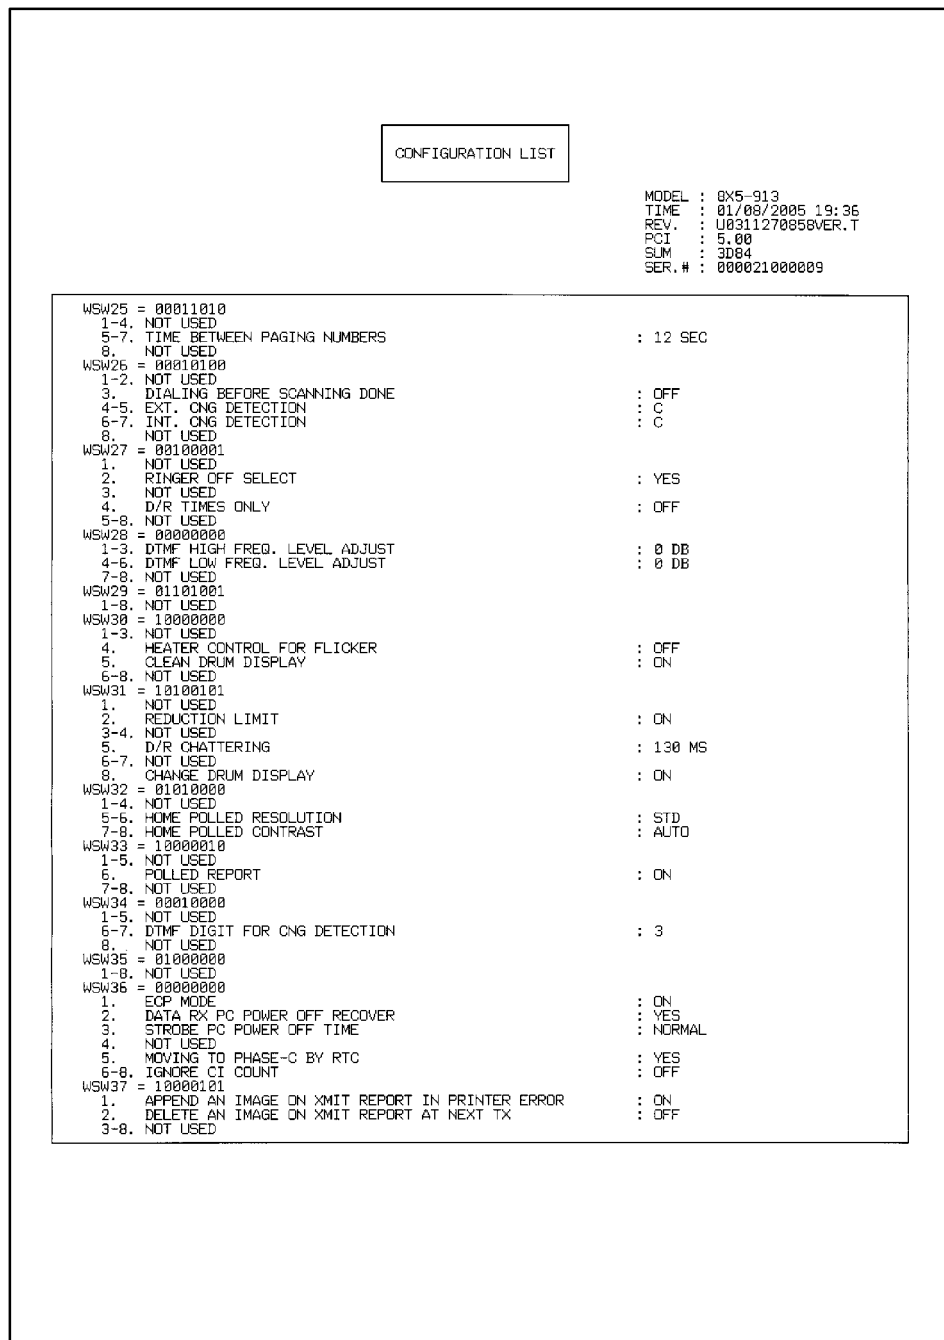 CONFIGURATION LIST
MODEL : 8X5-913
TIME : 01/08/2005 19:36
REV. : U0311270858VER.T
PCI : 5.00
SUM : 3D84
SER.# : 000021000009
WSW25 = 00011010
1-4. NOT USED
5-7. TIME BETWEEN PAGING NUMBERS : 12 SEC
8. NOT USED
WSW26 = 00010100
1-2. NOT USED
3. DIALING BEFORE SCANNING DONE : OFF
4-5. EXT. CNG DETECTION : C
6-7. INT. CNG DETECTION : C
8. NOT USED
WSW27 = 00100001
1. NOT USED
2. RINGER OFF SELECT : YES
3. NOT USED
4. D/R TIMES ONLY : OFF
5-8. NOT USED
WSW28 = 00000000
1-3. DTMF HIGH FREQ. LEVEL ADJUST : 0 DB
4-6. DTMF LOW FREQ. LEVEL ADJUST : 0 DB
7-8. NOT USED
WSW29 = 01101001
1-8. NOT USED
WSW30 = 10000000
1-3. NOT USED
4. HEATER CONTROL FOR FLICKER : OFF
5. CLEAN DRUM DISPLAY : ON
6-8. NOT USED
WSW31 = 10100101
1. NOT USED
2. REDUCTION LIMIT : ON
3-4. NOT USED
5. D/R CHATTERING : 130 MS
6-7. NOT USED
8. CHANGE DRUM DISPLAY : ON
WSW32 = 01010000
1-4. NOT USED
5-6. HOME POLLED RESOLUTION : STD
7-8. HOME POLLED CONTRAST : AUTO
WSW33 = 10000010
1-5. NOT USED
6. POLLED REPORT : ON
7-8. NOT USED
WSW34 = 00010000
1-5. NOT USED
6-7. DTMF DIGIT FOR CNG DETECTION : 3
8. NOT USED
WSW35 = 01000000
1-8. NOT USED
WSW36 = 00000000
1. ECP MODE : ON
2. DATA RX PC POWER OFF RECOVER : YES
3. STROBE PC POWER OFF TIME : NORMAL
4. NOT USED
5. MOVING TO PHASE-C BY RTC : YES
6-8. IGNORE CI COUNT : OFF
WSW37 = 10000101
1. APPEND AN IMAGE ON XMIT REPORT IN PRINTER ERROR : ON
2. DELETE AN IMAGE ON XMIT REPORT AT NEXT TX : OFF
3-8. NOT USED